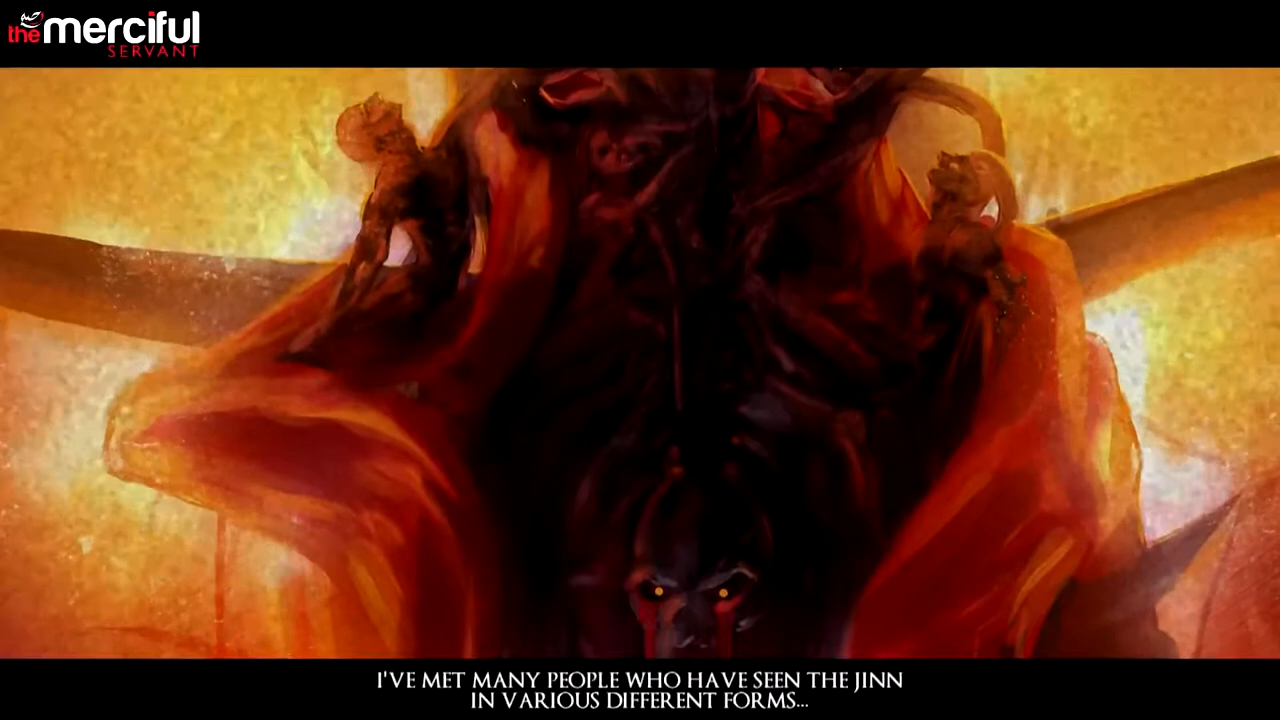 the merciful
SERVANT
I'VE MET MANY PEOPLE WHO HAVE SEEN THE JINN
IN VARIOUS DIFFERENT FORMS...